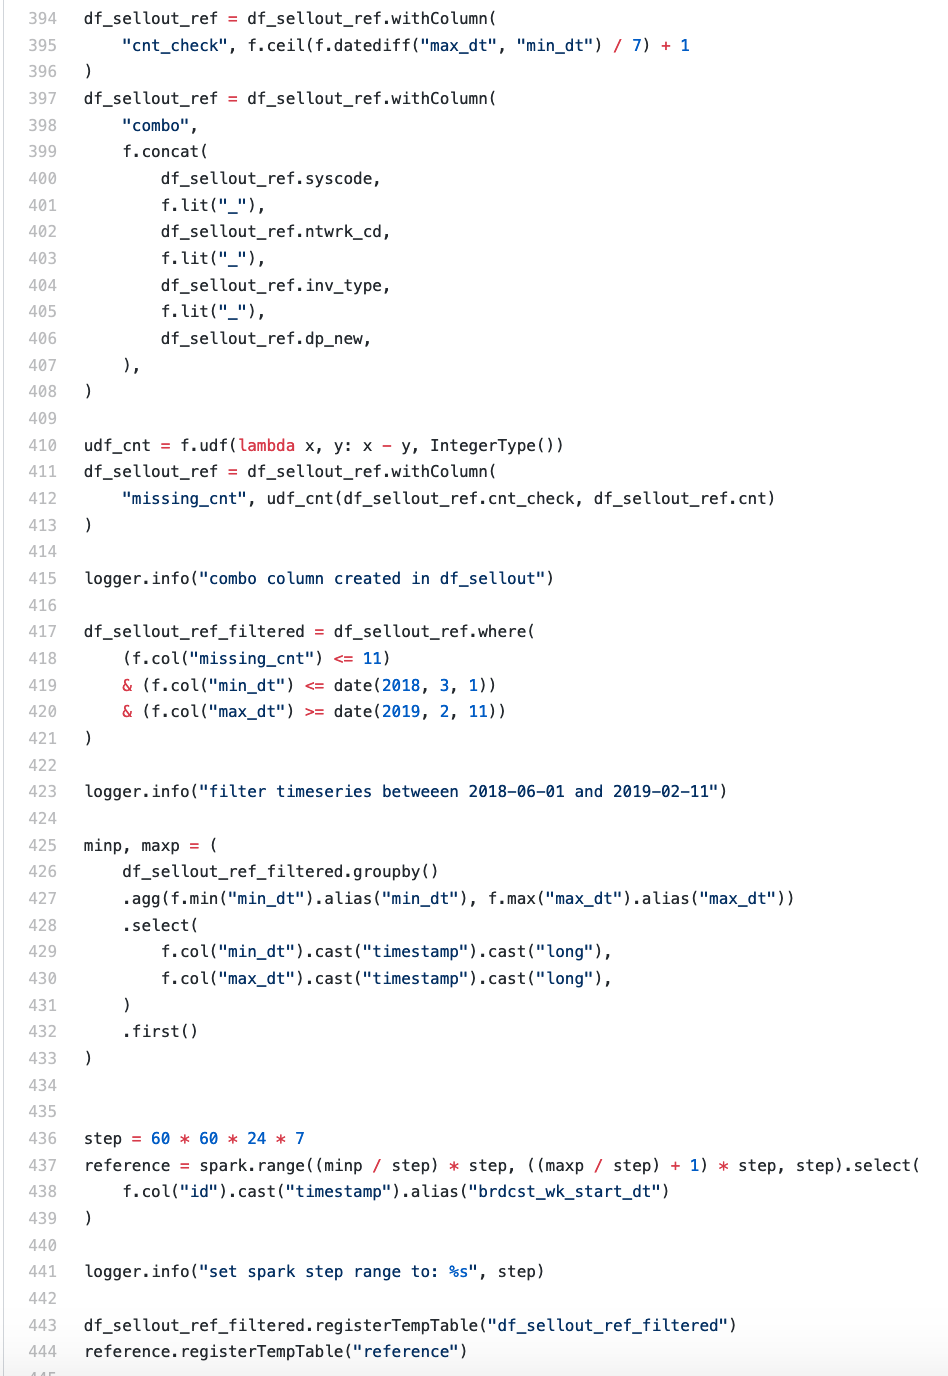 394 df_sellout_ref = df_sellout_ref.withColumn(
395     "cnt_check", f.ceil(f.datediff("max_dt", "min_dt") / 7) + 1
396 )
397 df_sellout_ref = df_sellout_ref.withColumn(
398     "combo",
399     f.concat(
400         df_sellout_ref.syscode,
401         f.lit("_"),
402         df_sellout_ref.ntwrk_cd,
403         f.lit("_"),
404         df_sellout_ref.inv_type,
405         f.lit("_"),
406         df_sellout_ref.dp_new,
407     ),
408 )
409
410 udf_cnt = f.udf(lambda x, y: x - y, IntegerType())
411 df_sellout_ref = df_sellout_ref.withColumn(
412     "missing_cnt", udf_cnt(df_sellout_ref.cnt_check, df_sellout_ref.cnt)
413 )
414
415 logger.info("combo column created in df_sellout")
416
417 df_sellout_ref_filtered = df_sellout_ref.where(
418     (f.col("missing_cnt") <= 11)
419     & (f.col("min_dt") <= date(2018, 3, 1))
420     & (f.col("max_dt") >= date(2019, 2, 11))
421 )
422
423 logger.info("filter timeseries betweeen 2018-06-01 and 2019-02-11")
424
425 minp, maxp = (
426     df_sellout_ref_filtered.groupby()
427     .agg(f.min("min_dt").alias("min_dt"), f.max("max_dt").alias("max_dt"))
428     .select(
429         f.col("min_dt").cast("timestamp").cast("long"),
430         f.col("max_dt").cast("timestamp").cast("long"),
431     )
432     .first()
433 )
434
435
436 step = 60 * 60 * 24 * 7
437 reference = spark.range((minp / step) * step, ((maxp / step) + 1) * step, step).select(
438     f.col("id").cast("timestamp").alias("brdcst_wk_start_dt")
439 )
440
441 logger.info("set spark step range to: %s", step)
442
443 df_sellout_ref_filtered.registerTempTable("df_sellout_ref_filtered")
444 reference.registerTempTable("reference")